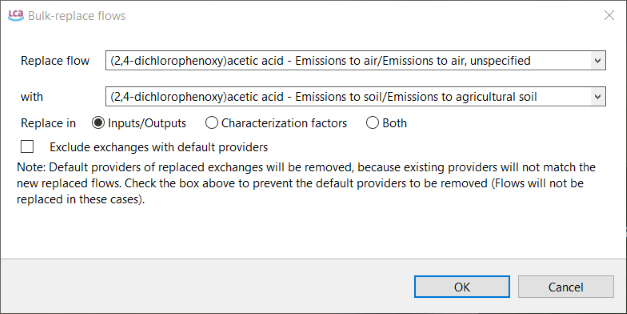 LCA
Bulk-replace flows
Replace flow (2,4-dichlorophenoxy)acetic acid - Emissions to air/Emissions to air, unspecified
with (2,4-dichlorophenoxy)acetic acid - Emissions to soil/Emissions to agricultural soil
Replace in Inputs/Outputs Characterization factors Both
Exclude exchanges with default providers
Note: Default providers of replaced exchanges will be removed, because existing providers will not match the
new replaced flows. Check the box above to prevent the default providers to be removed (Flows will not be
replaced in these cases).
OK Cancel